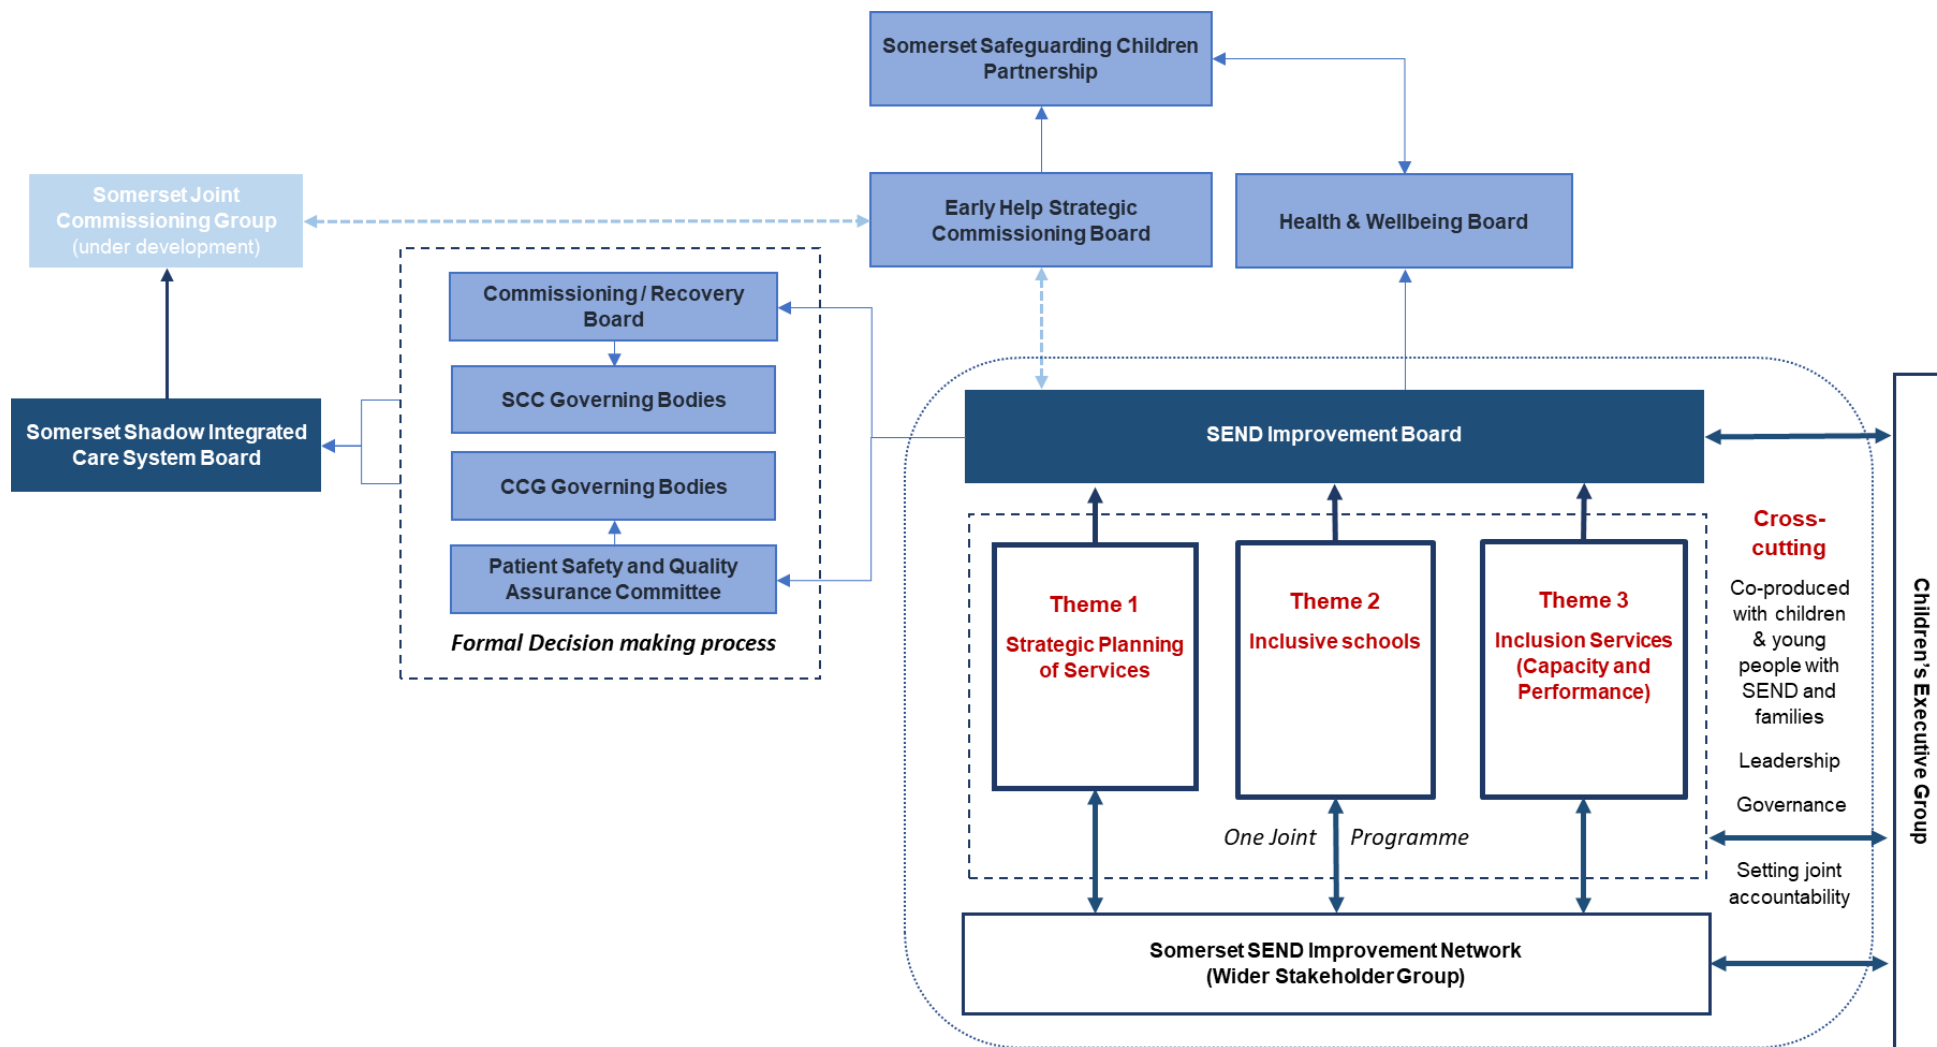 Somerset Safeguarding Children
Partnership
Somerset Joint
Commissioning Group
(under development)
Early Help Strategic
Commissioning Board
Health & Wellbeing Board
Commissioning / Recovery
Board
SCC Governing Bodies
CCG Governing Bodies
Patient Safety and Quality
Assurance Committee
Formal Decision making process
Somerset Shadow Integrated
Care System Board
SEND Improvement Board
Theme 1
Strategic Planning
of Services
Theme 2
Inclusive schools
Theme 3
Inclusion Services
(Capacity and
Performance)
One Joint Programme
Somerset SEND Improvement Network
(Wider Stakeholder Group)
Cross-
cutting
Co-produced
with children
& young
people with
SEND and
families
Leadership
Governance
Setting joint
accountability
Children's Executive Group